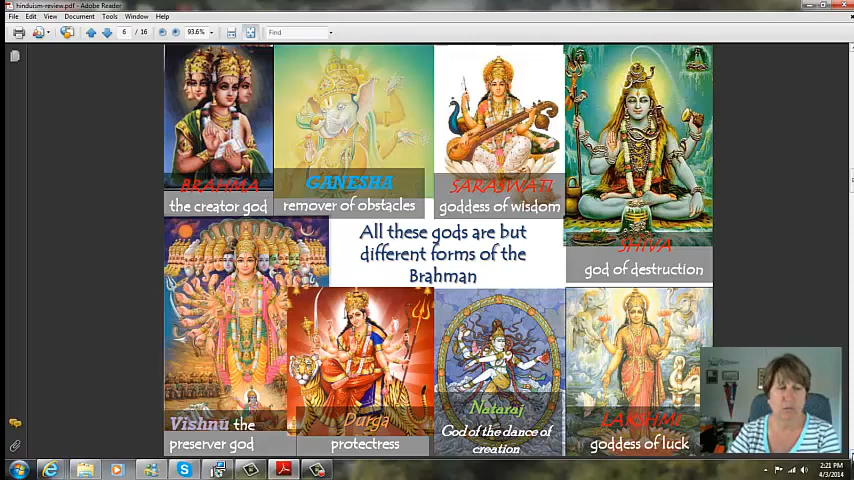 hinduism-review.pdf - Adobe Reader
File Edit View Document Tools Window Help
6 / 16 93.6% Find
BRAHMA
the creator god
GANESHA
remover of obstacles
SARASWATI
goddess of wisdom
SHIVA
god of destruction
All these gods are but
different forms of the
Brahman
Vishnu the
preserver god
Durga
protectress
Nataraj
God of the dance of
creation
LAKSHMI
goddess of luck
2:21 PM
4/3/2014